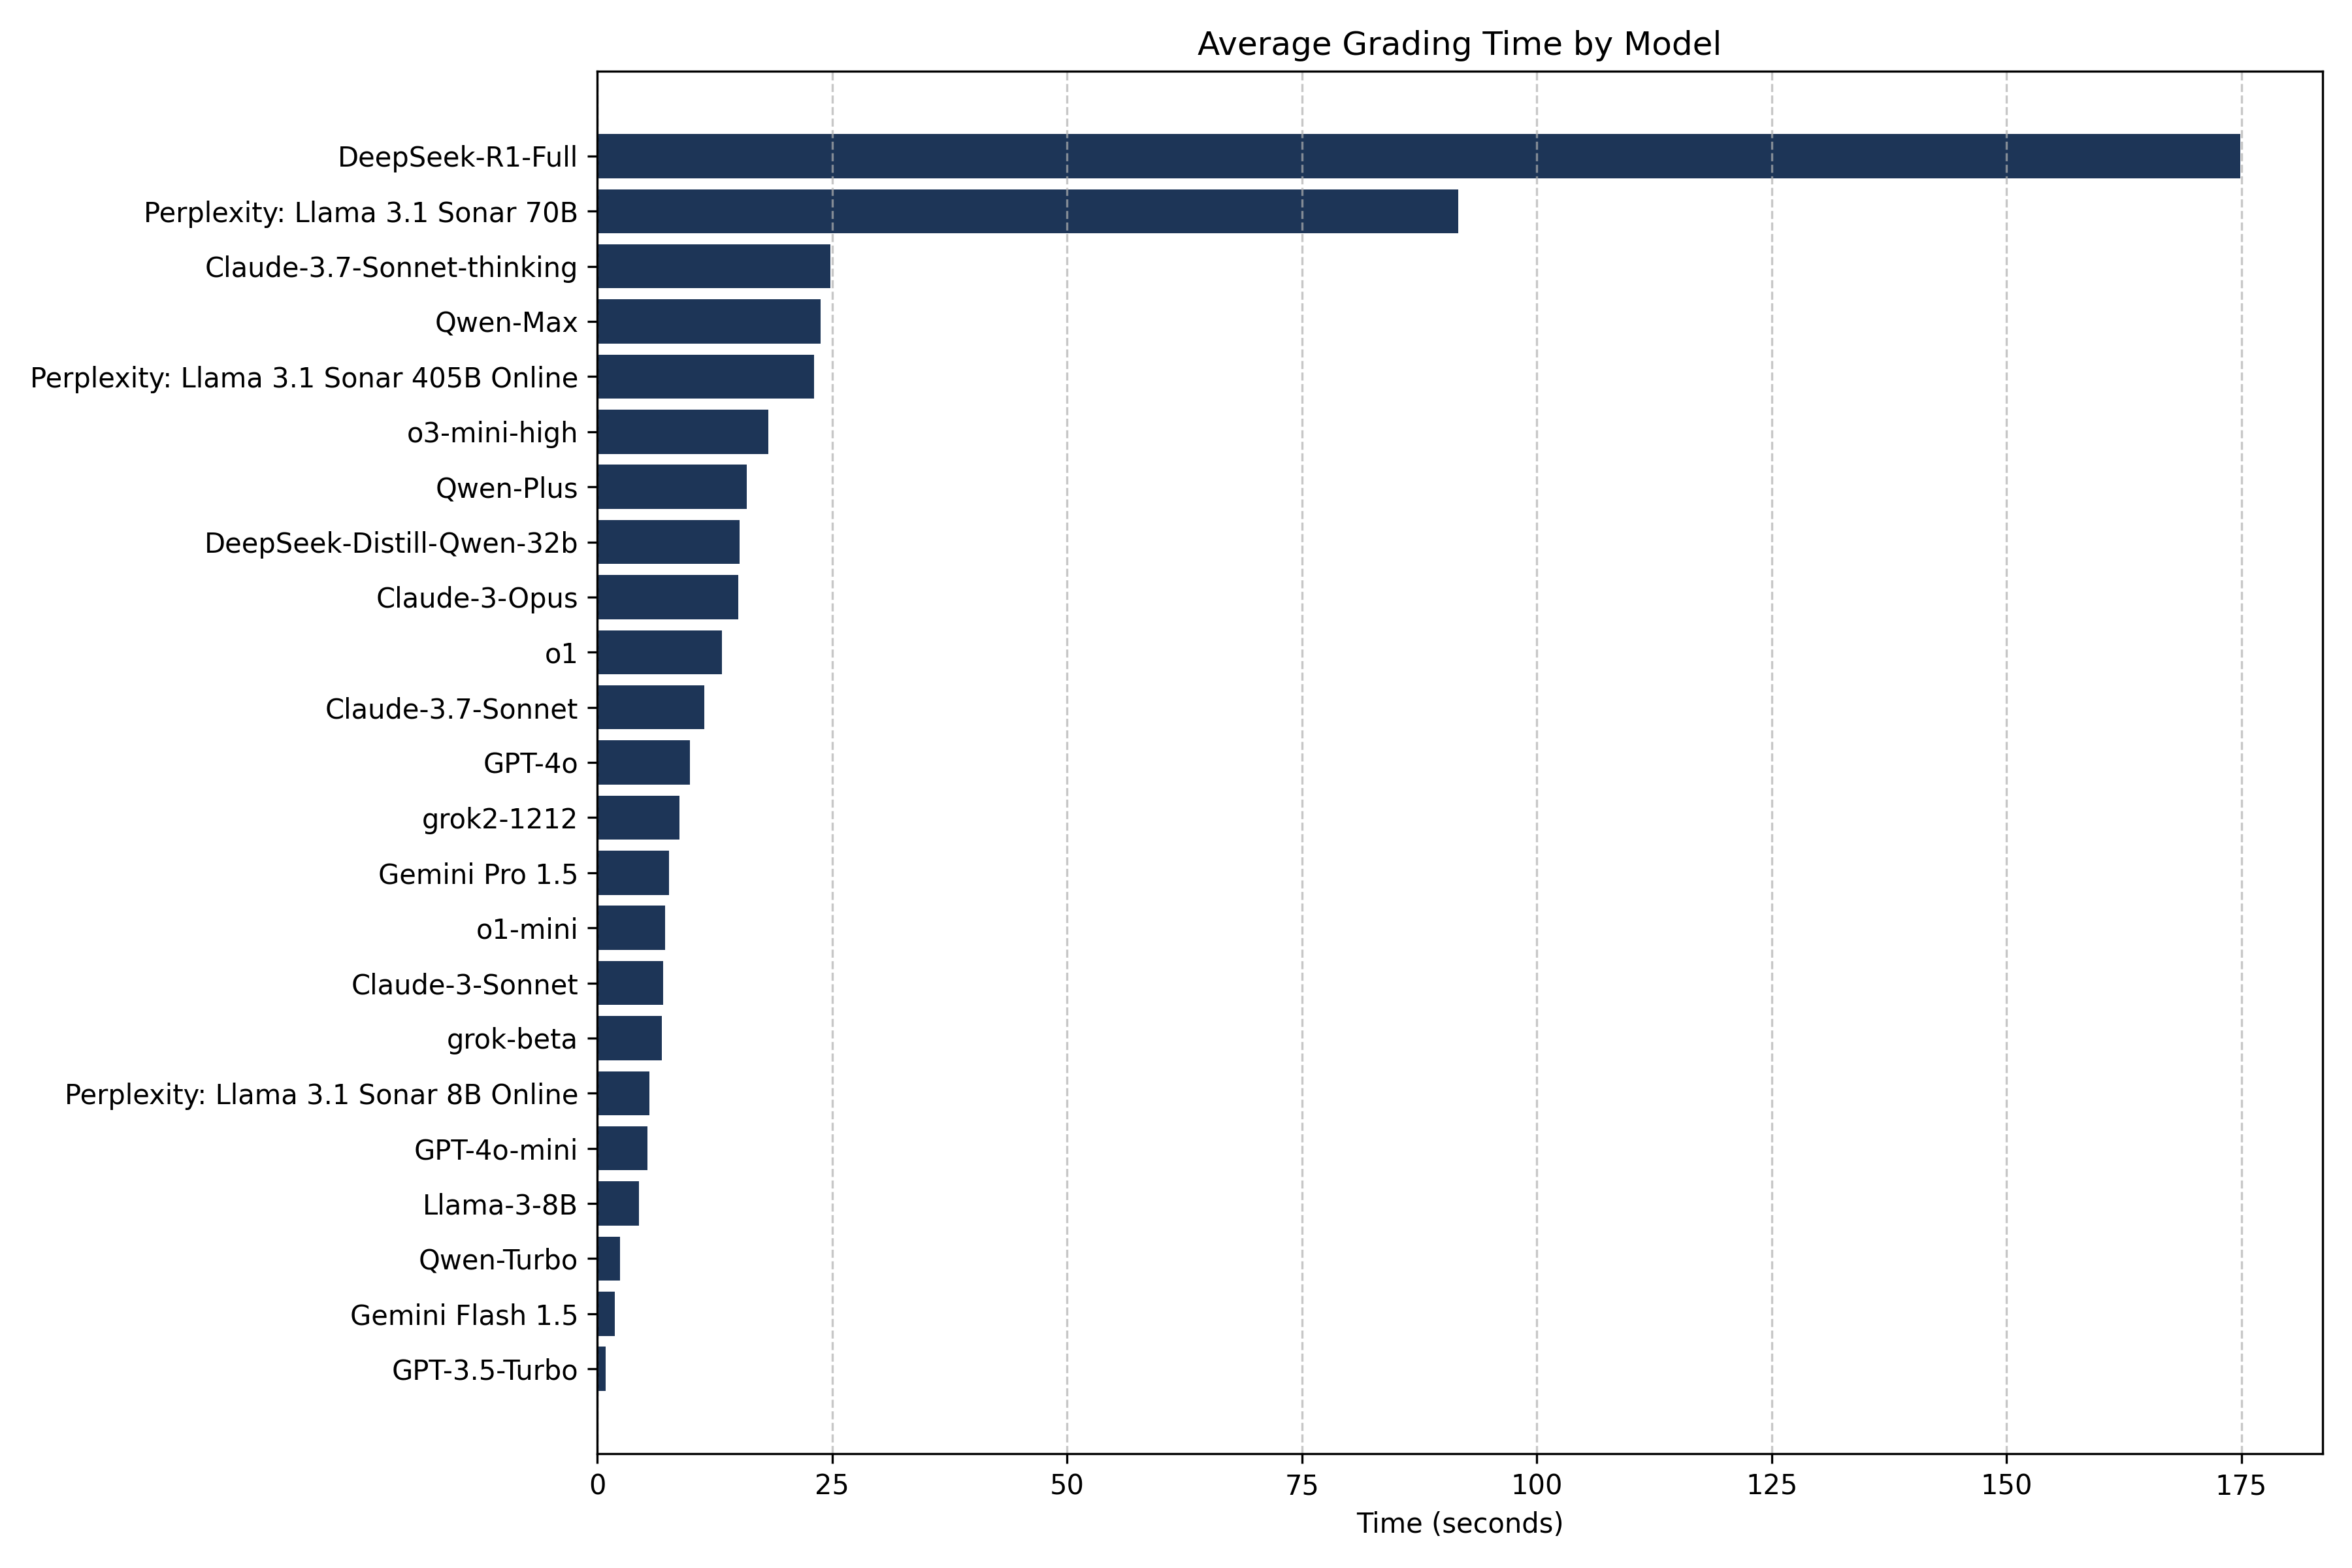 Average Grading Time by Model
DeepSeek-R1-Full
Perplexity: Llama 3.1 Sonar 70B
Claude-3.7-Sonnet-thinking
Qwen-Max
Perplexity: Llama 3.1 Sonar 405B Online
o3-mini-high
Qwen-Plus
DeepSeek-Distill-Qwen-32b
Claude-3-Opus
o1
Claude-3.7-Sonnet
GPT-4o
grok2-1212
Gemini Pro 1.5
o1-mini
Claude-3-Sonnet
grok-beta
Perplexity: Llama 3.1 Sonar 8B Online
GPT-4o-mini
Llama-3-8B
Qwen-Turbo
Gemini Flash 1.5
GPT-3.5-Turbo
0 25 50 75 100 125 150 175
Time (seconds)